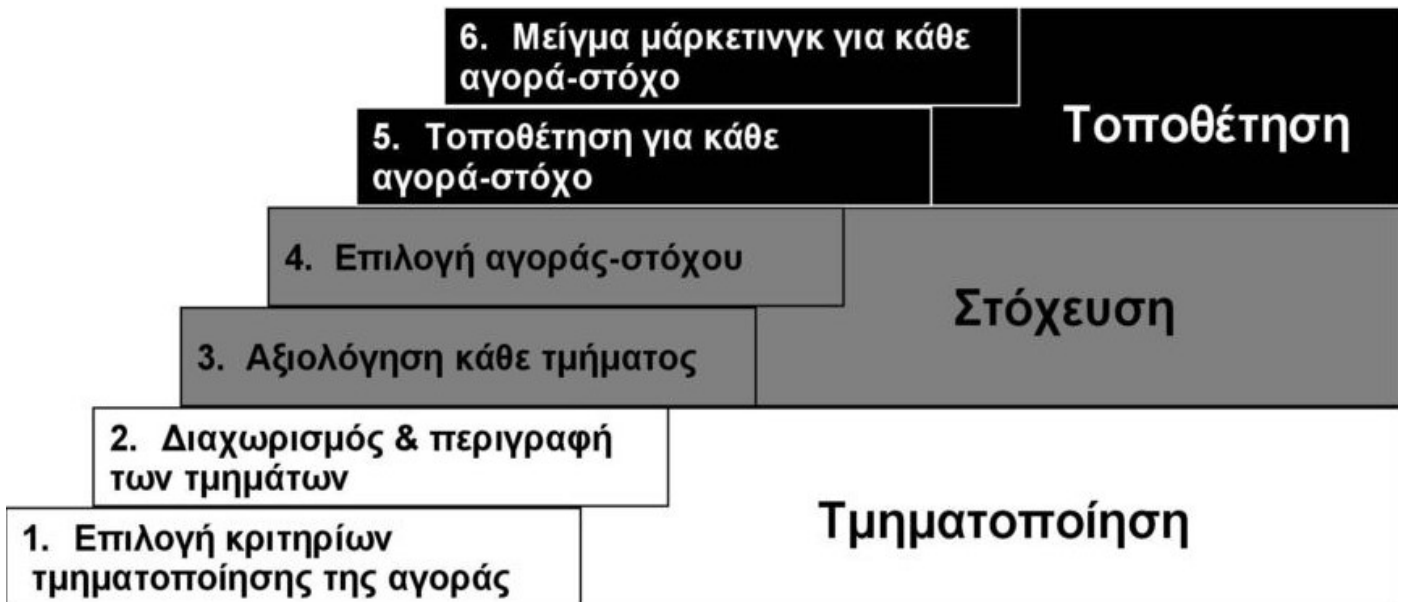 6. Μείγμα μάρκετινγκ για κάθε
αγορά-στόχο
5. Τοποθέτηση για κάθε
αγορά-στόχο
Τοποθέτηση
4. Επιλογή αγοράς-στόχου
3. Αξιολόγηση κάθε τμήματος
Στόχευση
2. Διαχωρισμός & περιγραφή
των τμημάτων
1. Επιλογή κριτηρίων
τμηματοποίησης της αγοράς
Τμηματοποίηση